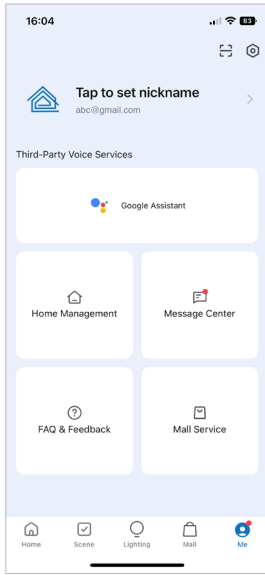 16:04
83
Tap to set nickname
abc@gmail.com
Third-Party Voice Services
Google Assistant
Home Management
Message Center
FAQ & Feedback
Mall Service
Home
Scene
Lighting
Mall
Me